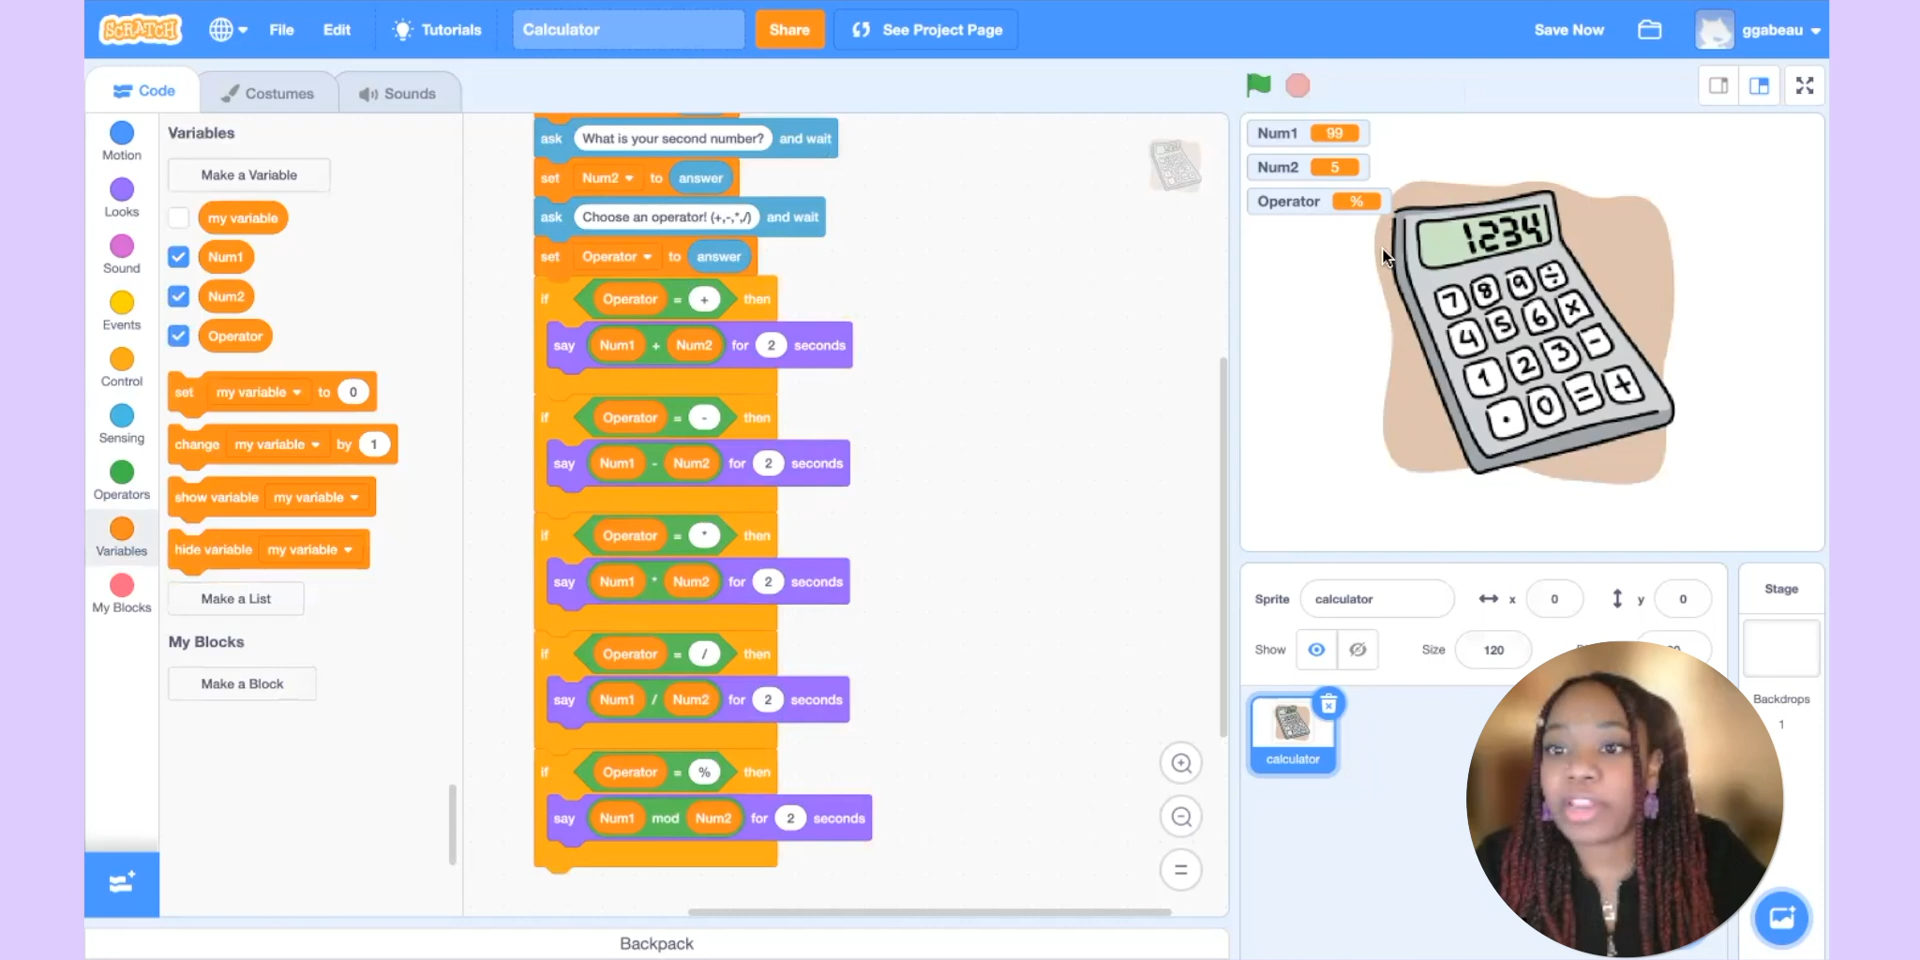 SCRATCH
File
Edit
Tutorials
Calculator
Share
See Project Page
Save Now
ggabeau
Code
Costumes
Sounds
Motion
Looks
Sound
Events
Control
Sensing
Operators
Variables
My Blocks
Variables
Make a Variable
my variable
Num1
Num2
Operator
set my variable to 0
change my variable by 1
show variable my variable
hide variable my variable
Make a List
My Blocks
Make a Block
ask What is your second number? and wait
set Num2 to answer
ask Choose an operator! (+,-,*,/) and wait
set Operator to answer
if Operator = + then
say Num1 + Num2 for 2 seconds
if Operator = - then
say Num1 - Num2 for 2 seconds
if Operator = * then
say Num1 * Num2 for 2 seconds
if Operator = / then
say Num1 / Num2 for 2 seconds
if Operator = % then
say Num1 mod Num2 for 2 seconds
Backpack
Num1 99
Num2 5
Operator %
1234
7 8 9 ÷
4 5 6 x
1 2 3 -
. 0 = +
Sprite calculator x 0 y 0
Show Size 120
calculator
Stage
Backdrops
1